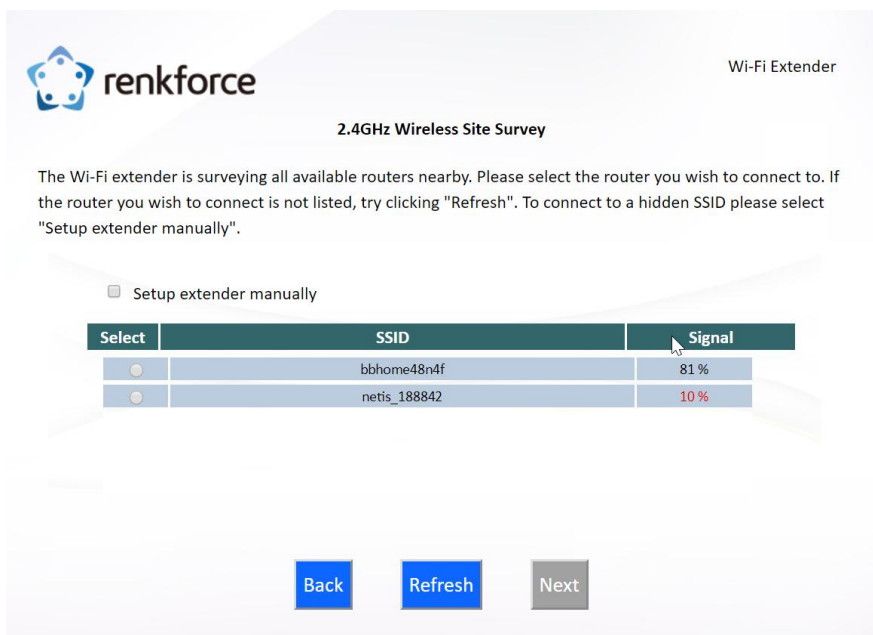 renkforce
Wi-Fi Extender
2.4GHz Wireless Site Survey
The Wi-Fi extender is surveying all available routers nearby. Please select the router you wish to connect to. If
the router you wish to connect is not listed, try clicking "Refresh". To connect to a hidden SSID please select
"Setup extender manually".
Setup extender manually
Select SSID Signal
bbhome48n4f 81 %
netis_188842 10 %
Back Refresh Next